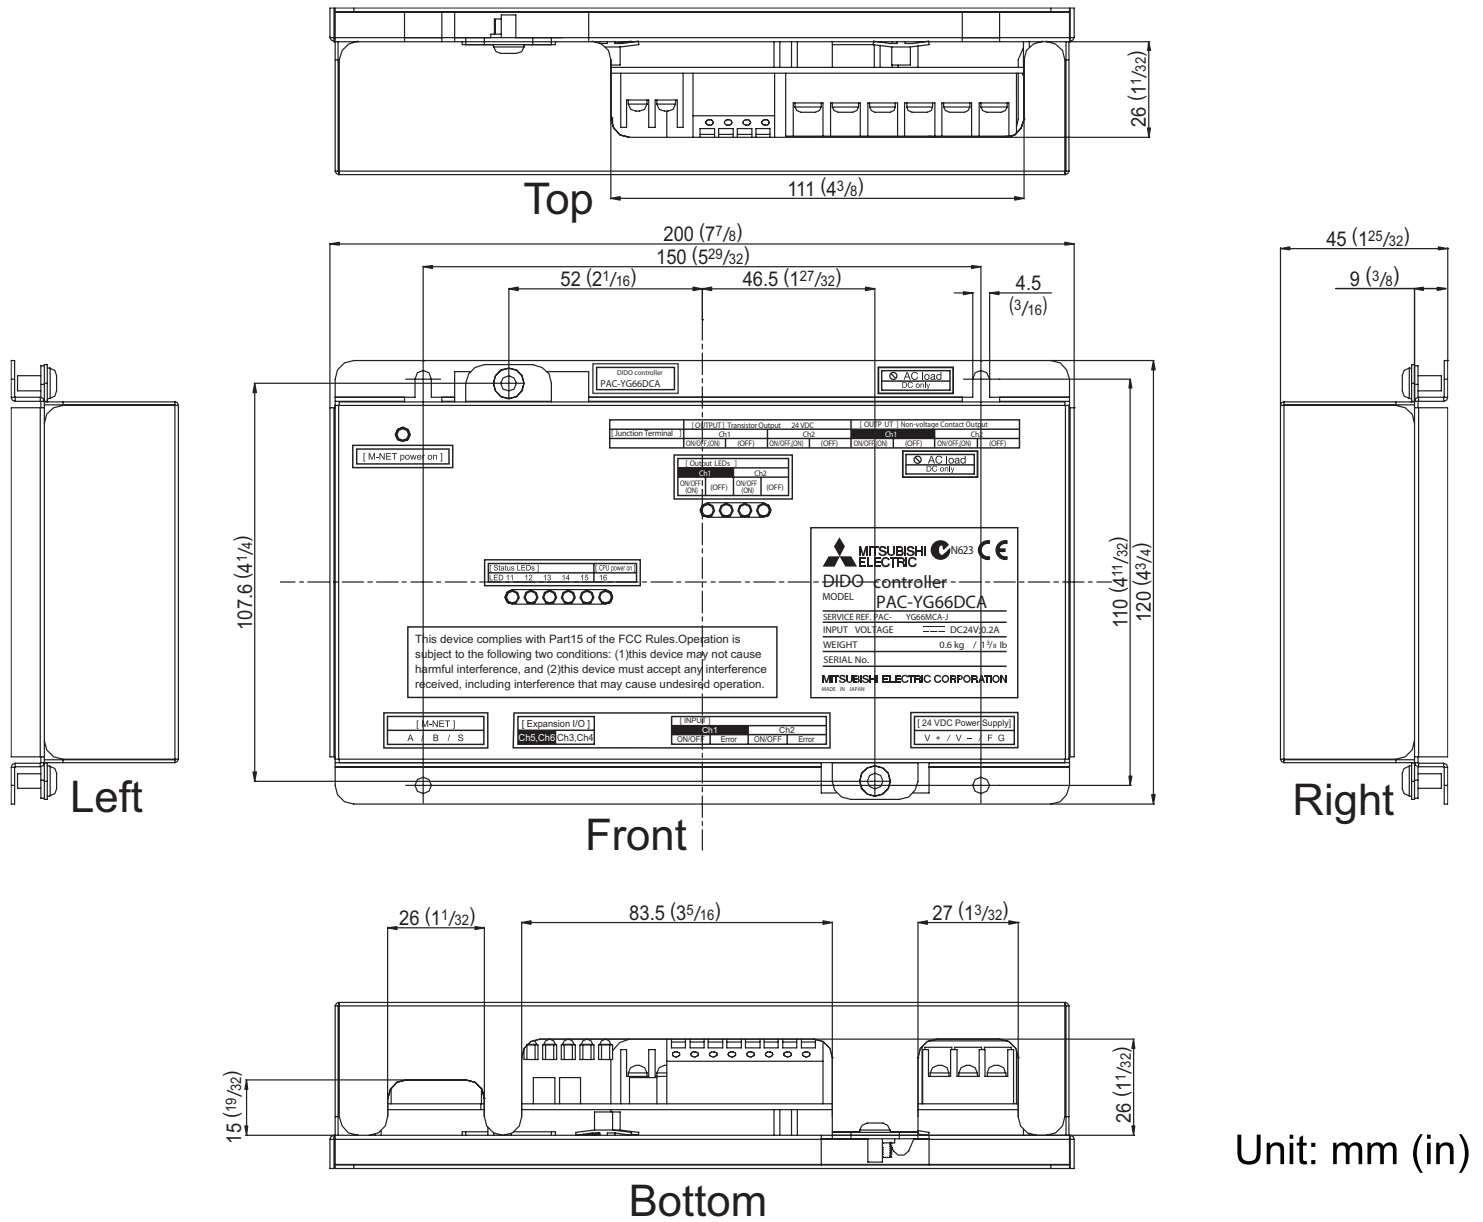 26 (1 1/32)
111 (4 3/8)
Top
200 (7 7/8)
150 (5 29/32)
52 (2 1/16)
46.5 (1 27/32)
4.5
(3/16)
45 (1 25/32)
9 (3/8)
DIDO controller
PAC-YG66DCA
AC load
DC only
[ M-NET power on ]
[ OUTPUT ] Transistor Output 24 VDC [ OUTP UT ] Non-voltage Contact Output
[ Junction Terminal ] Ch1 Ch2 Ch1 Ch2
ON/OFF,(ON) (OFF) ON/OFF,(ON) (OFF) ON/OFF,(ON) (OFF) ON/OFF,(ON) (OFF)
AC load
DC only
[ Output LEDs ]
Ch1 Ch2
ON/OFF (ON) (OFF) ON/OFF (ON) (OFF)
107.6 (4 1/4)
110 (4 11/32)
120 (4 3/4)
[ Status LEDs ] [ CPU power on ]
LED 11 12 13 14 15 16
MITSUBISHI
ELECTRIC
N623 CE
DIDO controller
MODEL PAC-YG66DCA
SERVICE REF. PAC- YG66MCA-J
INPUT VOLTAGE DC24V,0.2A
WEIGHT 0.6 kg / 1 3/8 lb
SERIAL No.
MITSUBISHI ELECTRIC CORPORATION
MADE IN JAPAN
This device complies with Part15 of the FCC Rules.Operation is
subject to the following two conditions: (1)this device may not cause
harmful interference, and (2)this device must accept any interference
received, including interference that may cause undesired operation.
[ M-NET ]
A / B / S
[ Expansion I/O ]
Ch5,Ch6 Ch3,Ch4
[ INPUT ]
Ch1 Ch2
ON/OFF Error ON/OFF Error
[ 24 VDC Power Supply]
V + / V – / F G
Left
Front
Right
26 (1 1/32)
83.5 (3 5/16)
27 (1 3/32)
15 (19/32)
26 (1 1/32)
Unit: mm (in)
Bottom